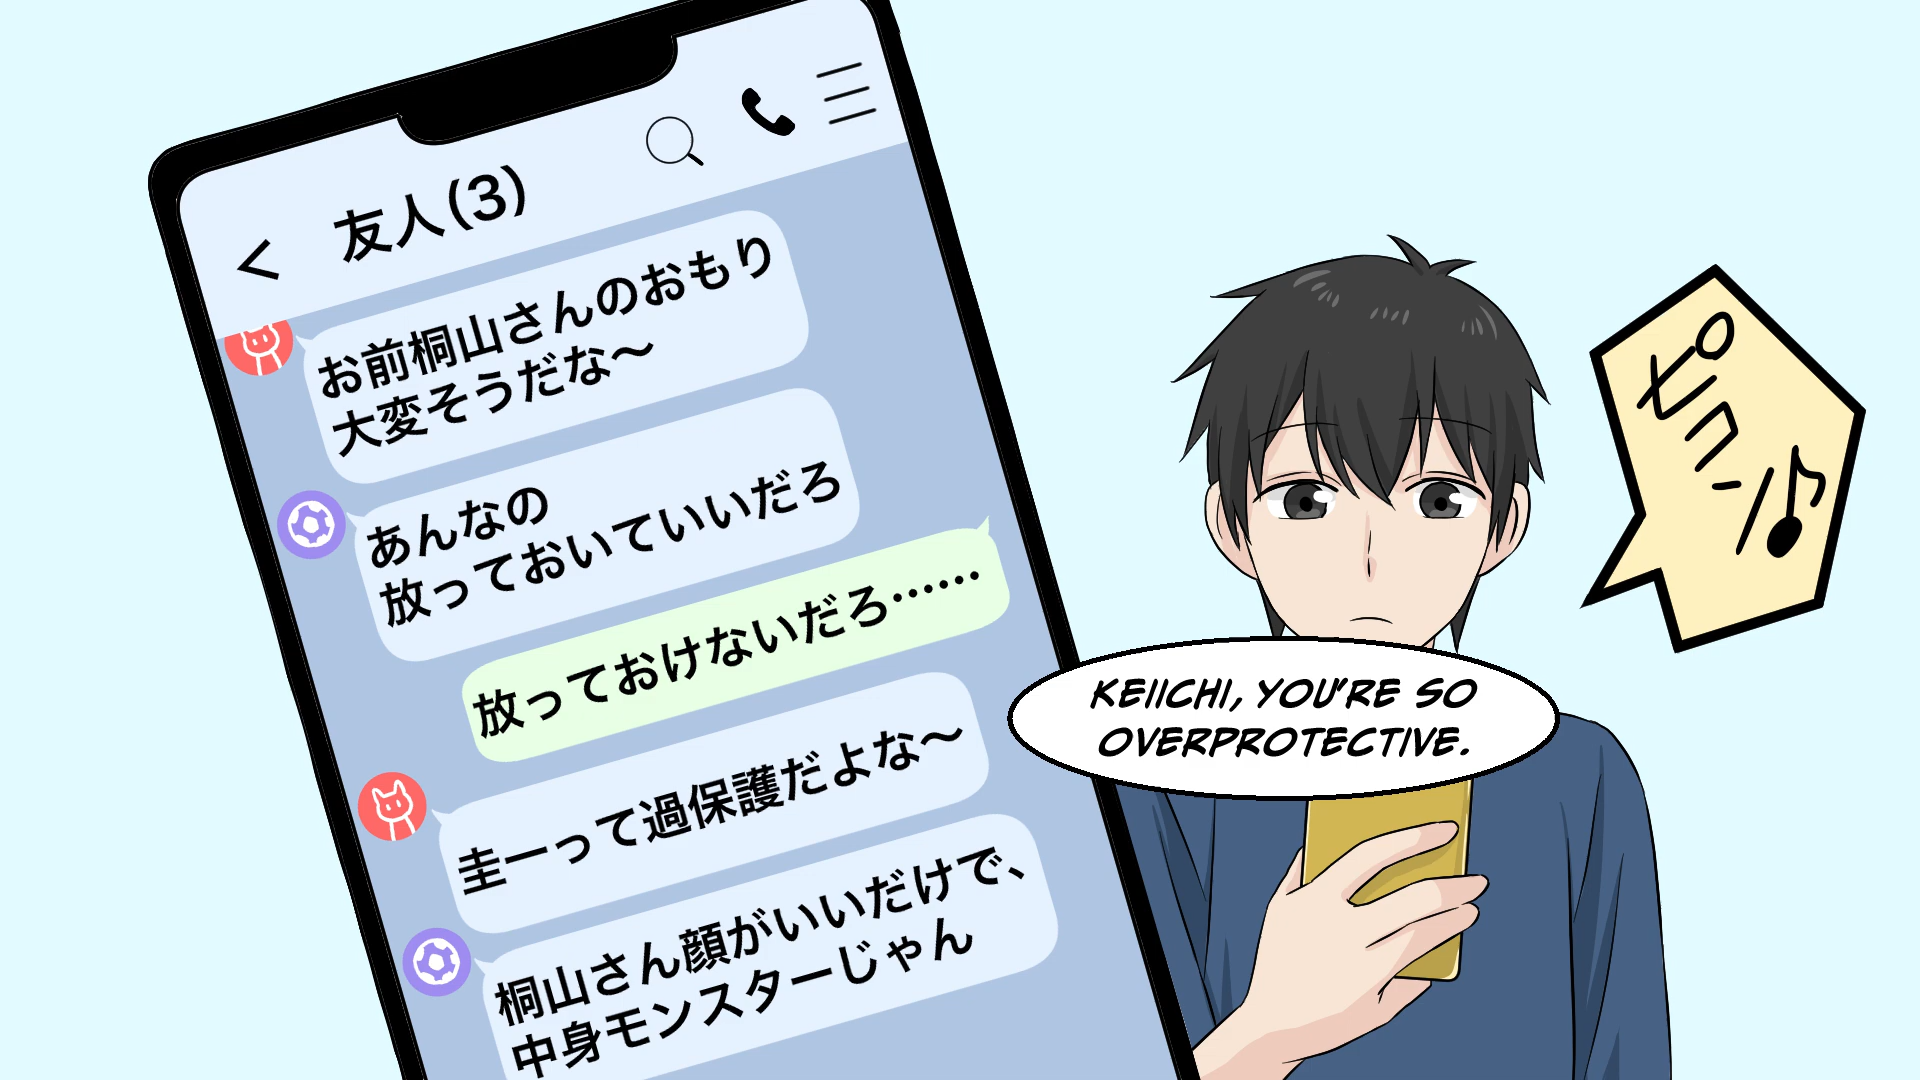 友人(3)
お前桐山さんのおもり
大変そうだな〜
あんなの
放っておいていいだろ
放っておけないだろ……
圭一って過保護だよな〜
桐山さん顔がいいだけで、
中身モンスターじゃん
KEIICHI, YOU'RE SO
OVERPROTECTIVE.
ピコーン♪